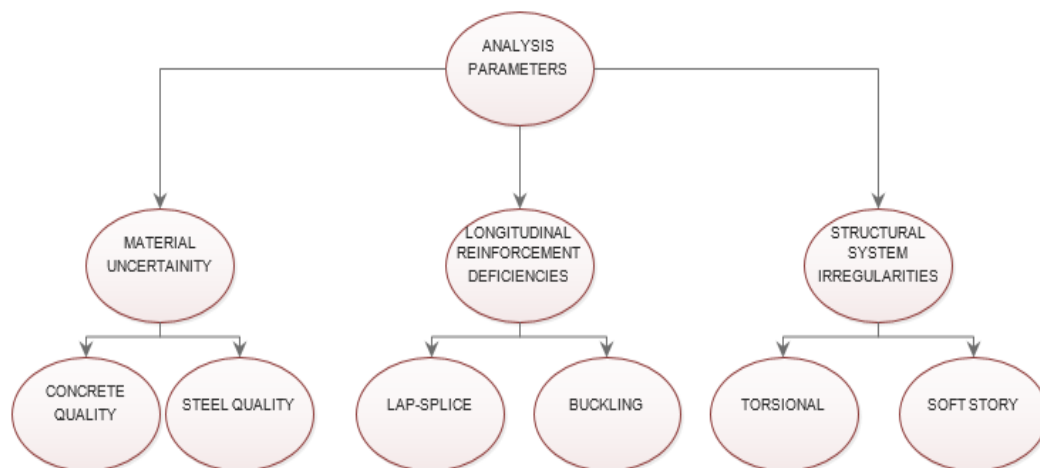 ANALYSIS
PARAMETERS
MATERIAL
UNCERTAINITY
LONGITUDINAL
REINFORCEMENT
DEFICIENCIES
STRUCTURAL
SYSTEM
IRREGULARITIES
CONCRETE
QUALITY
STEEL QUALITY
LAP-SPLICE
BUCKLING
TORSIONAL
SOFT STORY